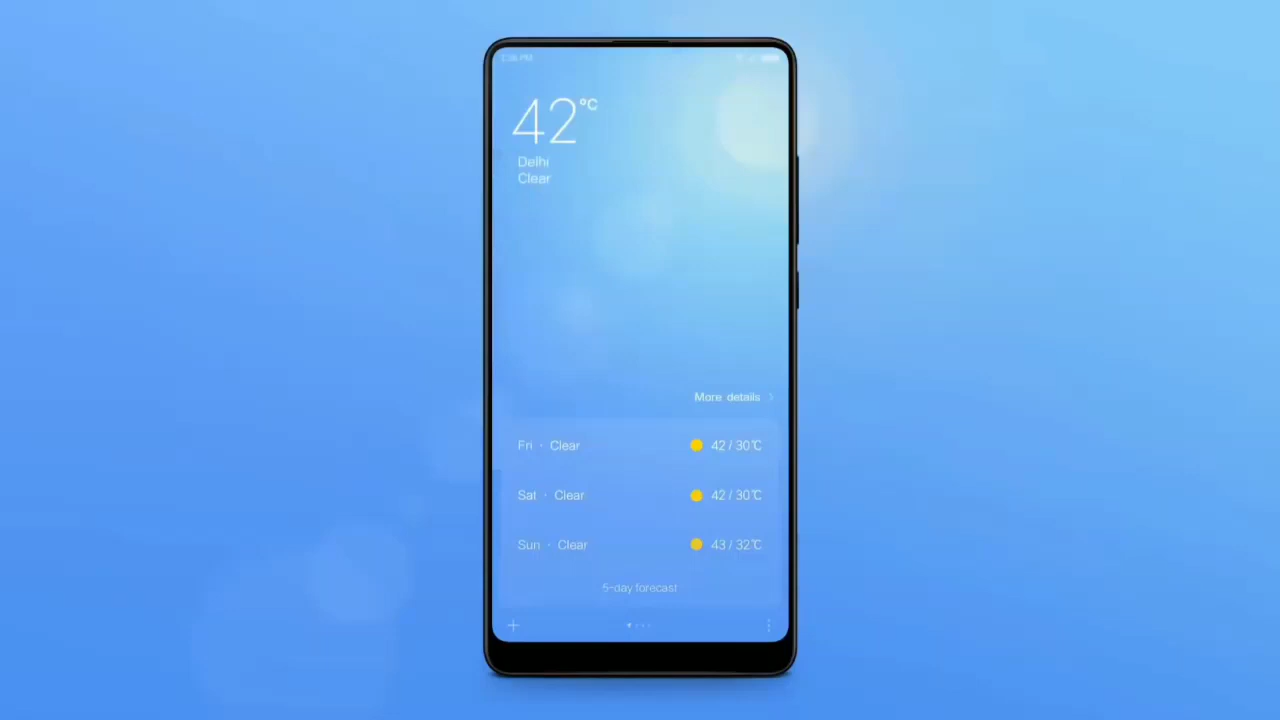 42°C
Delhi
Clear
More details
Fri · Clear 42 / 30℃
Sat · Clear 42 / 30℃
Sun · Clear 43 / 32℃
5-day forecast